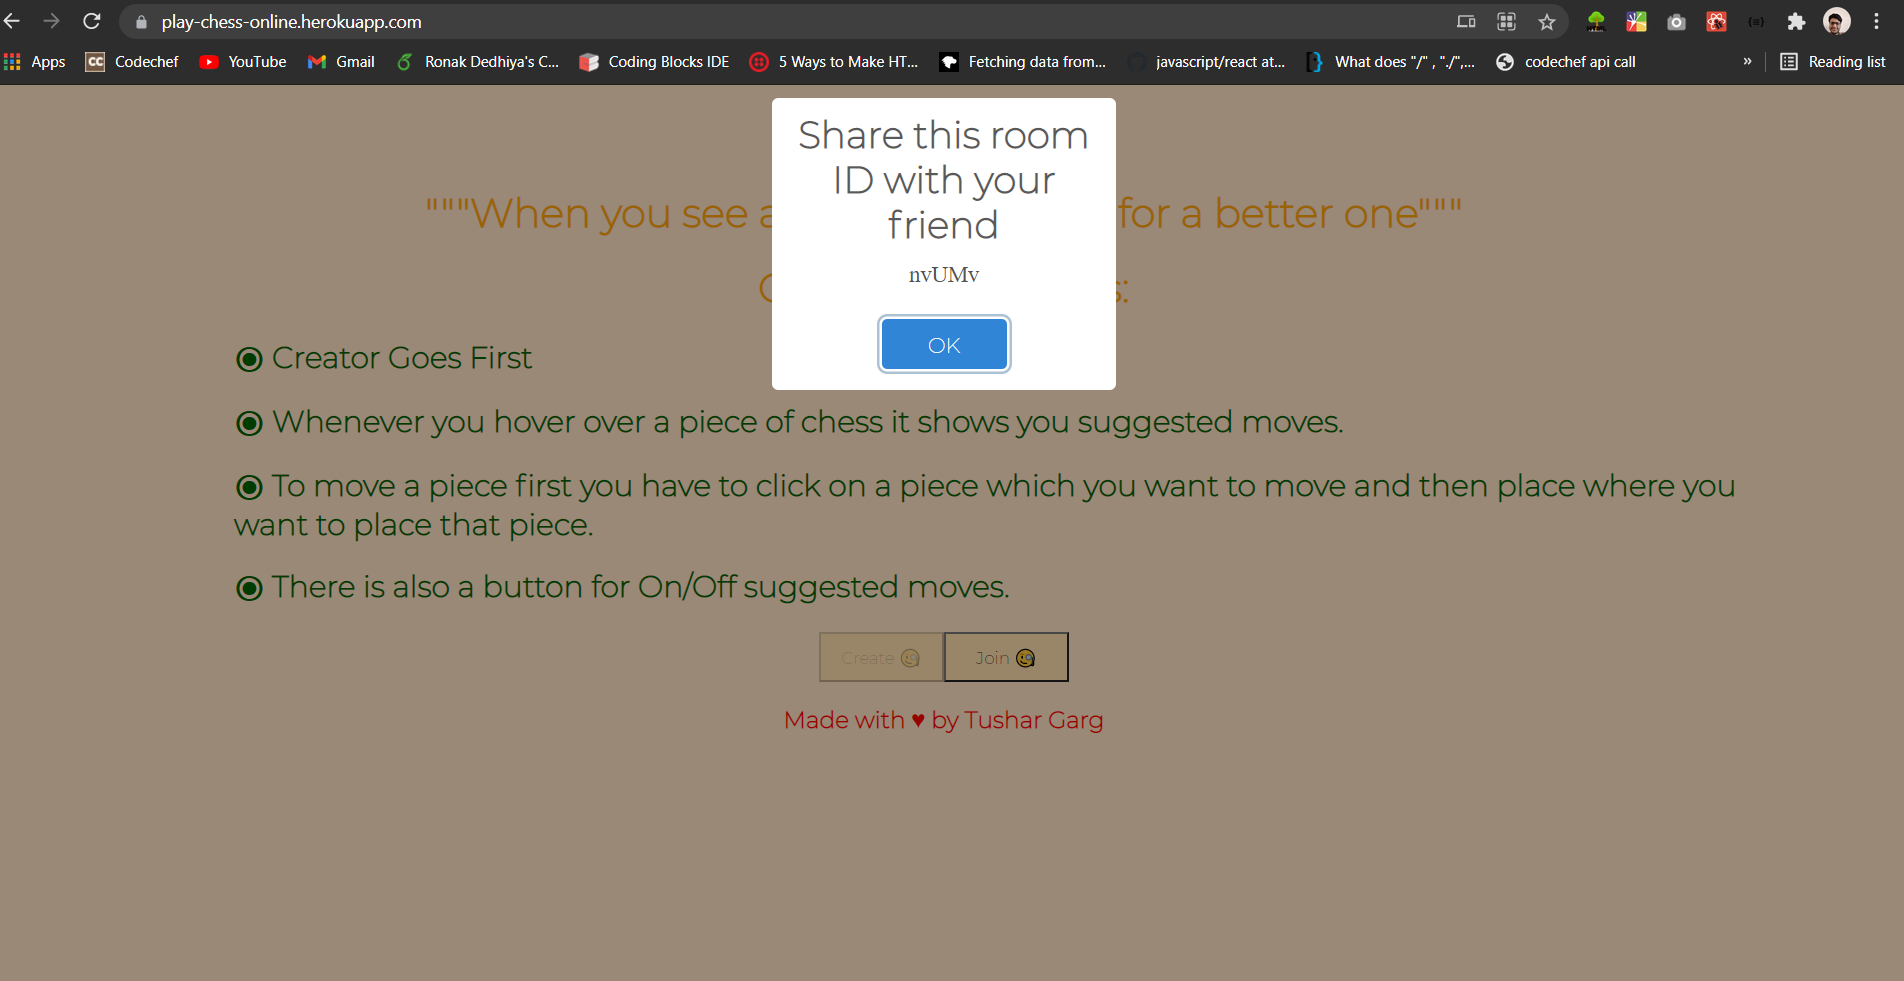 play-chess-online.herokuapp.com
Apps
CC Codechef
YouTube
Gmail
Ronak Dedhiya's C...
Coding Blocks IDE
5 Ways to Make HT...
Fetching data from...
javascript/react at...
What does "/" , "./",...
codechef api call
»
Reading list
Share this room
ID with your
friend
nvUMv
OK
"""When you see a for a better one"""
◉ Creator Goes First
◉ Whenever you hover over a piece of chess it shows you suggested moves.
◉ To move a piece first you have to click on a piece which you want to move and then place where you
want to place that piece.
◉ There is also a button for On/Off suggested moves.
Create 🧐
Join 🧐
Made with ♥ by Tushar Garg